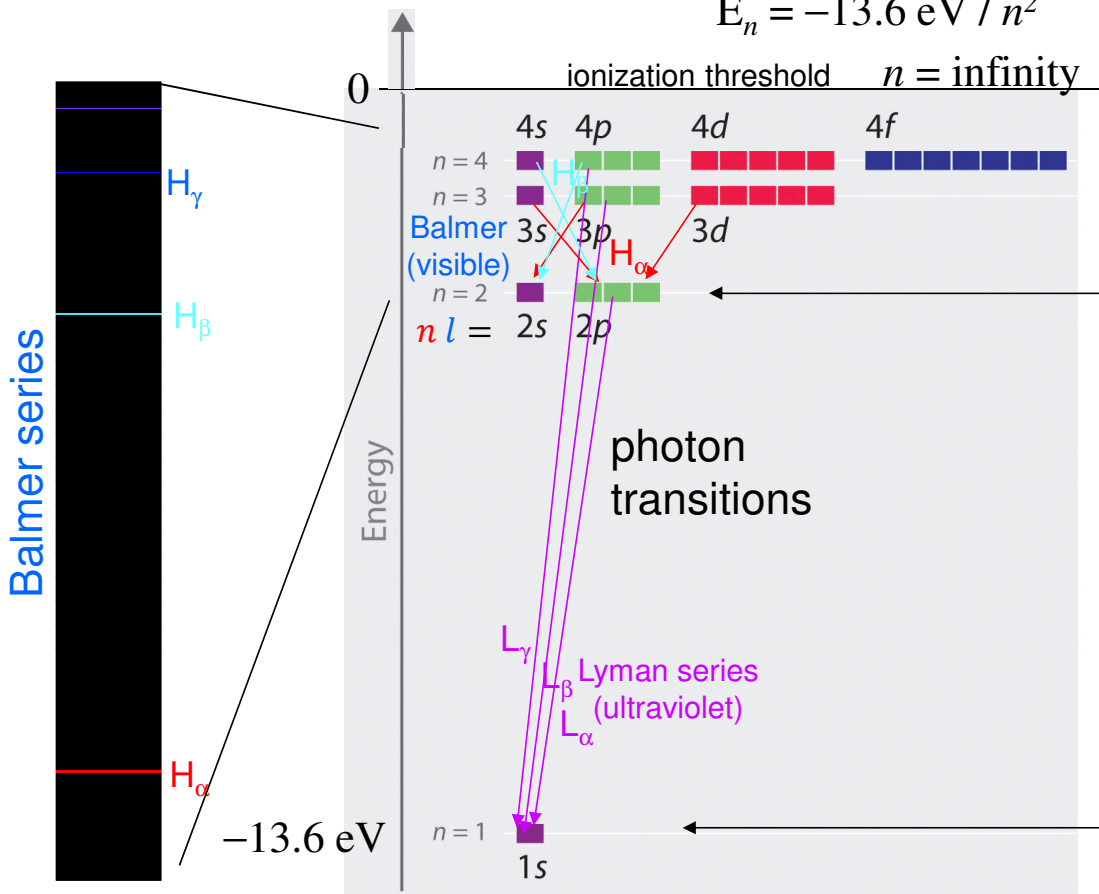 Eₙ = −13.6 eV / n²
0
ionization threshold
n = infinity
4s 4p 4d 4f
n = 4
Hβ
n = 3
Hγ
Balmer
(visible)
3s 3p 3d
Hα
n = 2
Hβ
n l = 2s 2p
Balmer series
Energy
photon
transitions
Lγ
Lβ Lyman series
(ultraviolet)
Lα
Hα
−13.6 eV
n = 1
1s